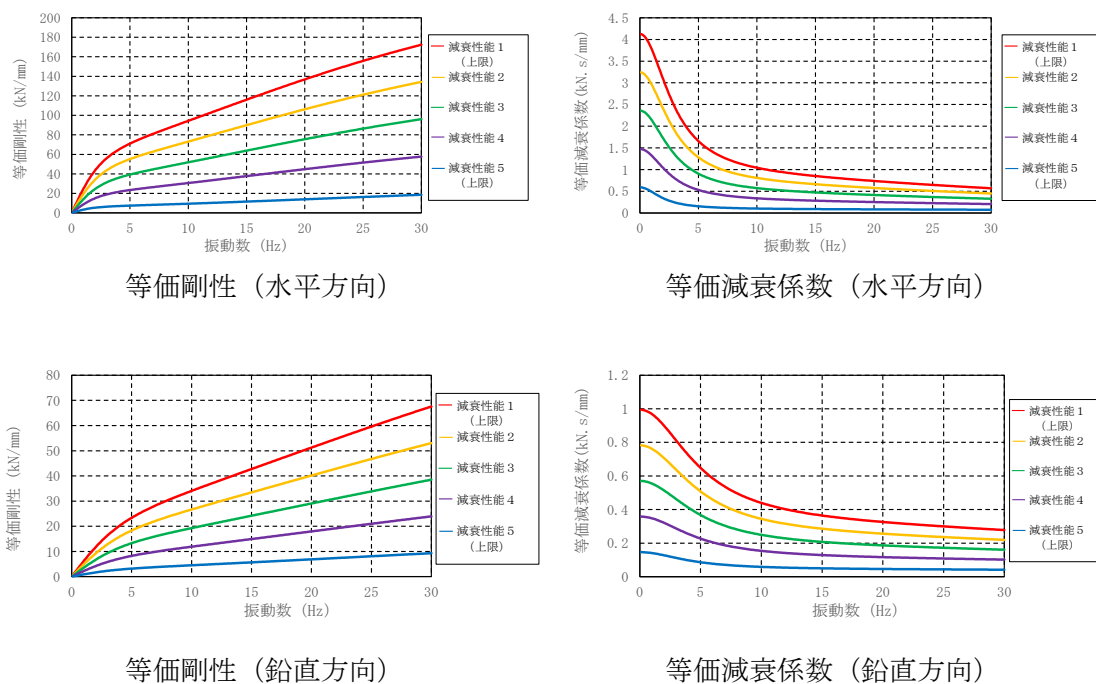 等価剛性 (kN/mm)
200
180
160
140
120
100
80
60
40
20
0
0 5 10 15 20 25 30
振動数 (Hz)
減衰性能1
(上限)
減衰性能2
減衰性能3
減衰性能4
減衰性能5
(上限)
等価剛性（水平方向）
等価減衰係数(kN.s/mm)
4.5
4
3.5
3
2.5
2
1.5
1
0.5
0
0 5 10 15 20 25 30
振動数 (Hz)
減衰性能1
(上限)
減衰性能2
減衰性能3
減衰性能4
減衰性能5
(上限)
等価減衰係数（水平方向）
等価剛性 (kN/mm)
80
70
60
50
40
30
20
10
0
0 5 10 15 20 25 30
振動数 (Hz)
減衰性能1
(上限)
減衰性能2
減衰性能3
減衰性能4
減衰性能5
(上限)
等価剛性（鉛直方向）
等価減衰係数(kN.s/mm)
1.2
1
0.8
0.6
0.4
0.2
0
0 5 10 15 20 25 30
振動数 (Hz)
減衰性能1
(上限)
減衰性能2
減衰性能3
減衰性能4
減衰性能5
(上限)
等価減衰係数（鉛直方向）